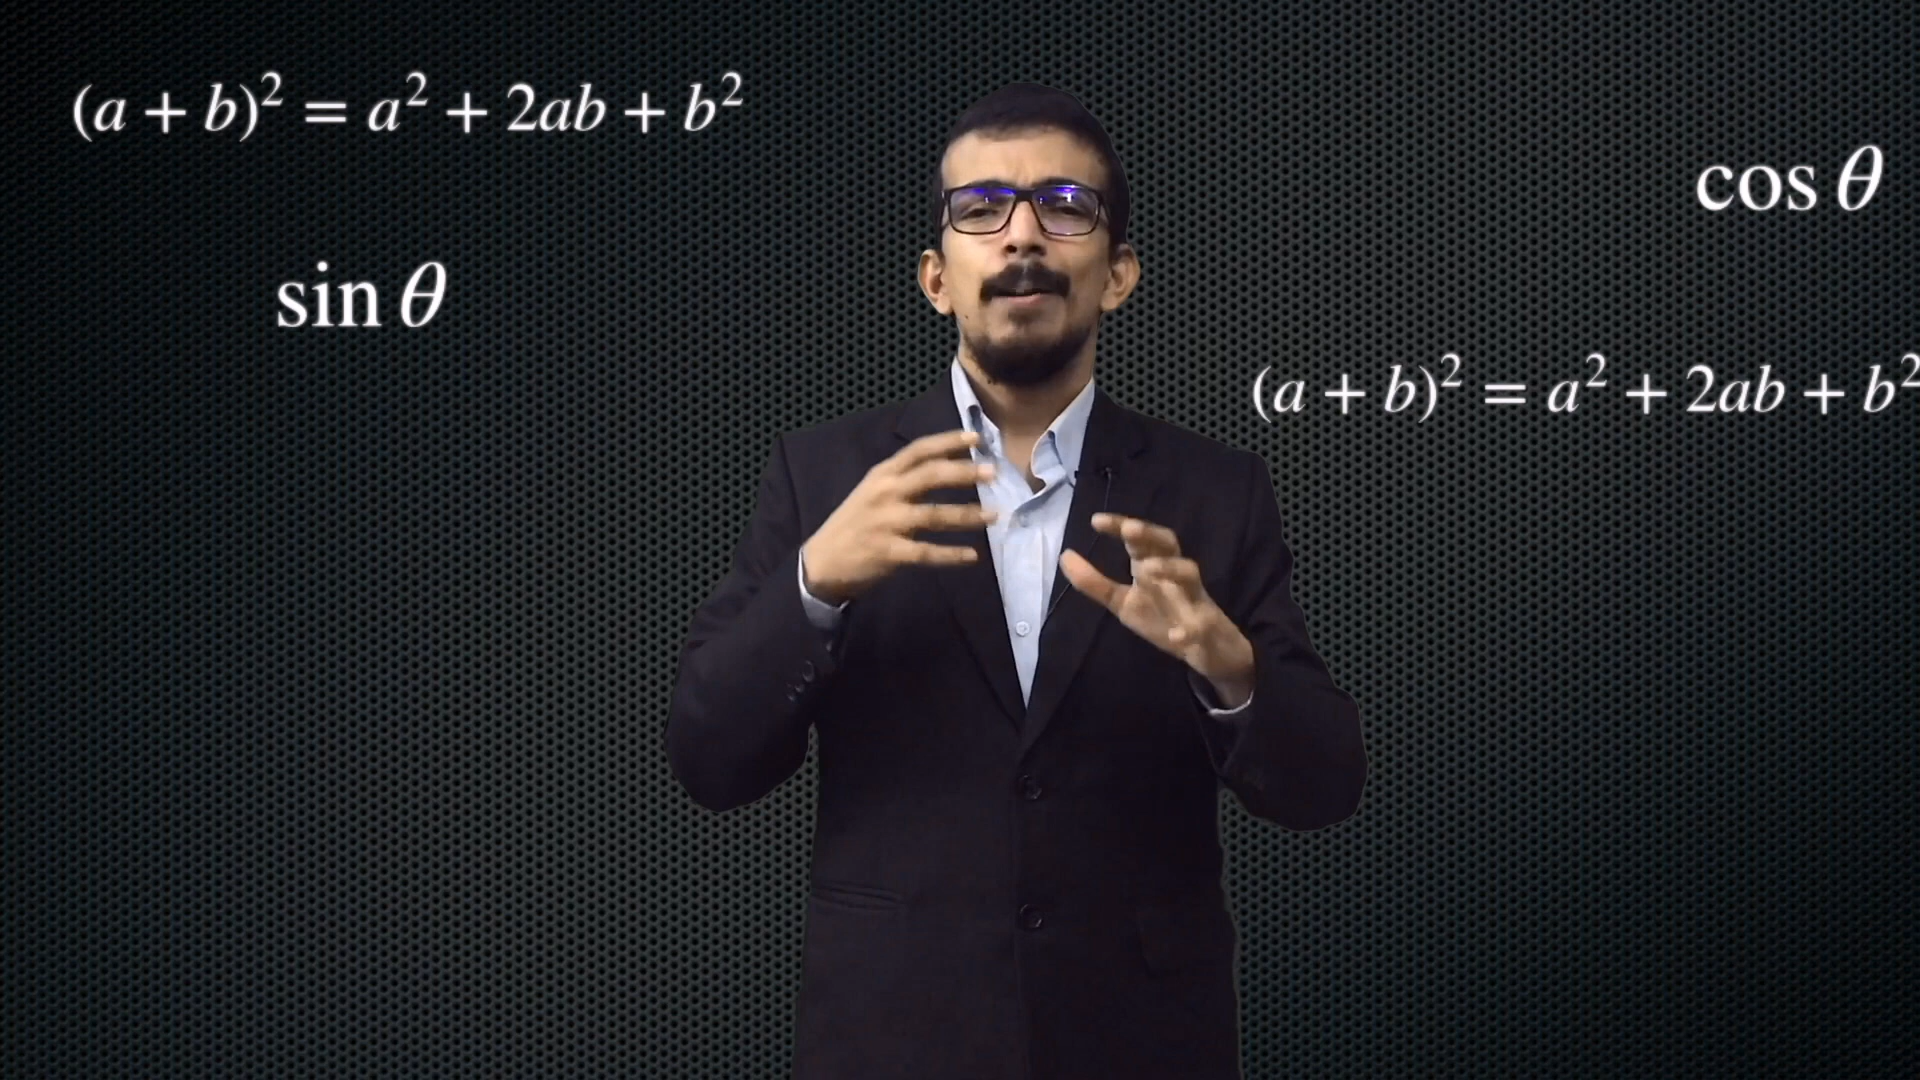 (a + b)² = a² + 2ab + b²
cos θ
sin θ
(a + b)² = a² + 2ab + b²